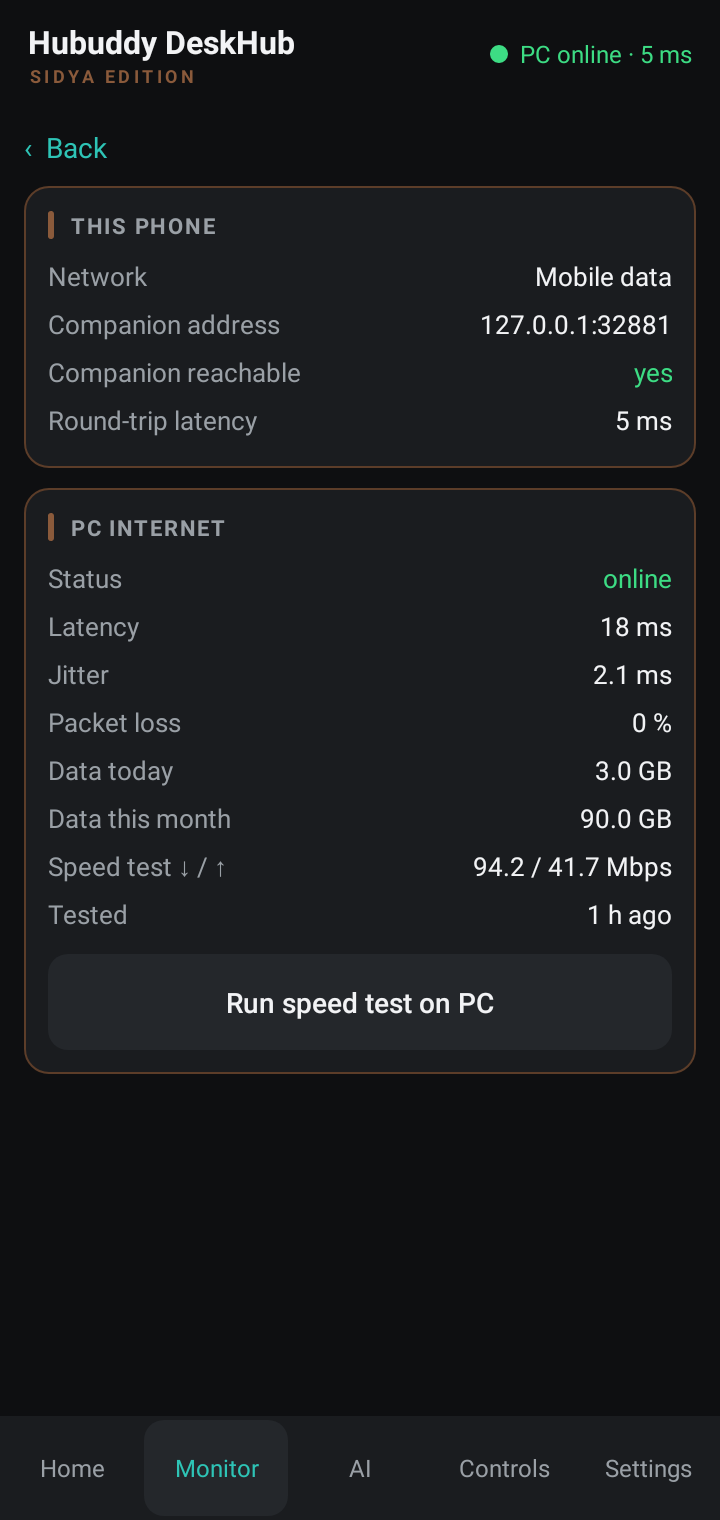 Hubuddy DeskHub
SIDYA EDITION
PC online · 5 ms
‹ Back
THIS PHONE
Network Mobile data
Companion address 127.0.0.1:32881
Companion reachable yes
Round-trip latency 5 ms
PC INTERNET
Status online
Latency 18 ms
Jitter 2.1 ms
Packet loss 0 %
Data today 3.0 GB
Data this month 90.0 GB
Speed test ↓ / ↑ 94.2 / 41.7 Mbps
Tested 1 h ago
Run speed test on PC
Home Monitor AI Controls Settings